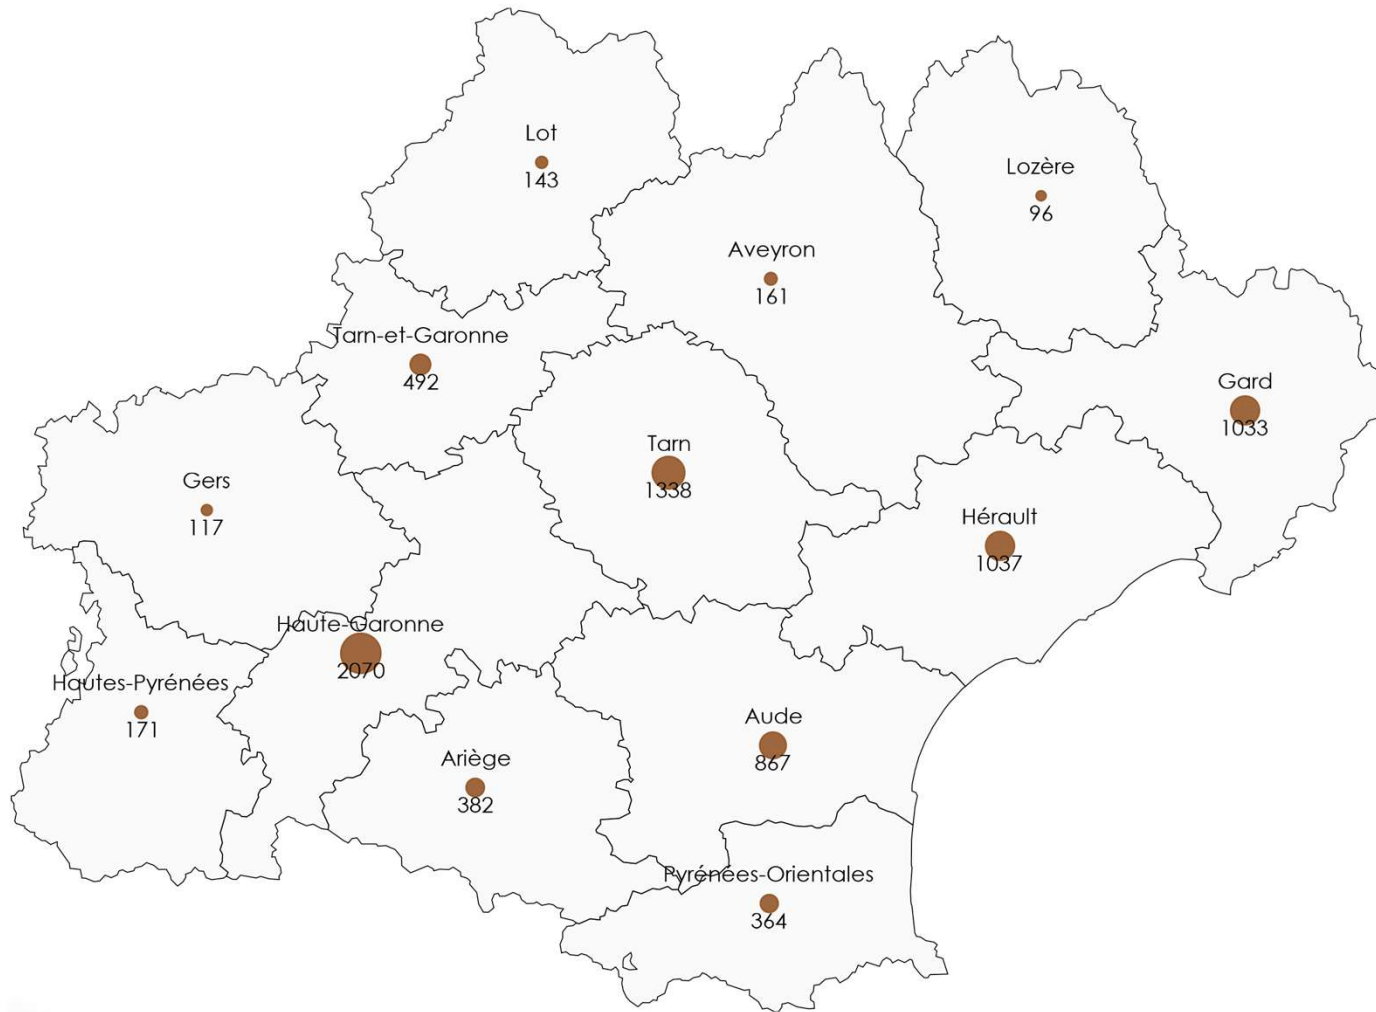 Lot
143
Lozère
96
Aveyron
161
Tarn-et-Garonne
492
Gard
1033
Tarn
1338
Gers
117
Hérault
1037
Haute-Garonne
2070
Hautes-Pyrénées
171
Aude
867
Ariège
382
Pyrénées-Orientales
364